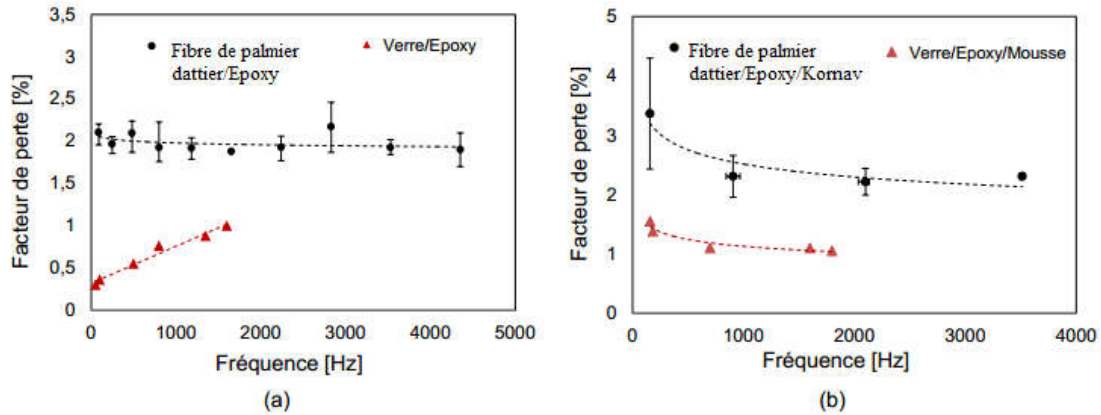 Facteur de perte [%]
3,5
3
2,5
2
1,5
1
0,5
0
Fibre de palmier
dattier/Epoxy
Verre/Epoxy
0
1000
2000
3000
4000
5000
Fréquence [Hz]
(a)
Facteur de perte [%]
5
4
3
2
1
0
Fibre de palmier
dattier/Epoxy/Kornav
Verre/Epoxy/Mousse
0
1000
2000
3000
4000
Fréquence [Hz]
(b)